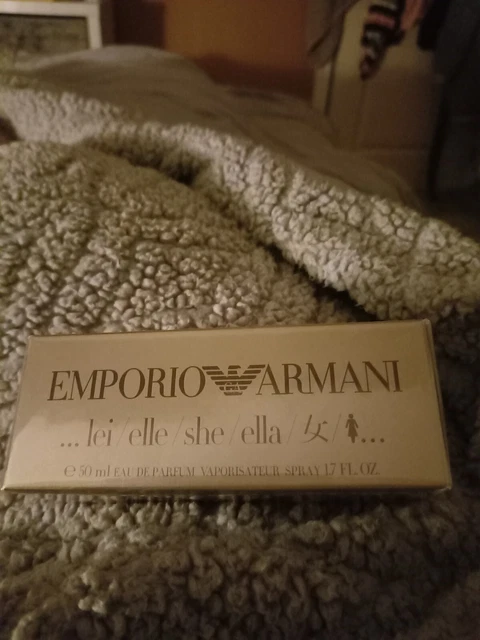 EMPORIO ARMANI
... lei/elle/she/ella/女/ ...
℮ 50 ml EAU DE PARFUM VAPORISATEUR SPRAY 1.7 FL. OZ.